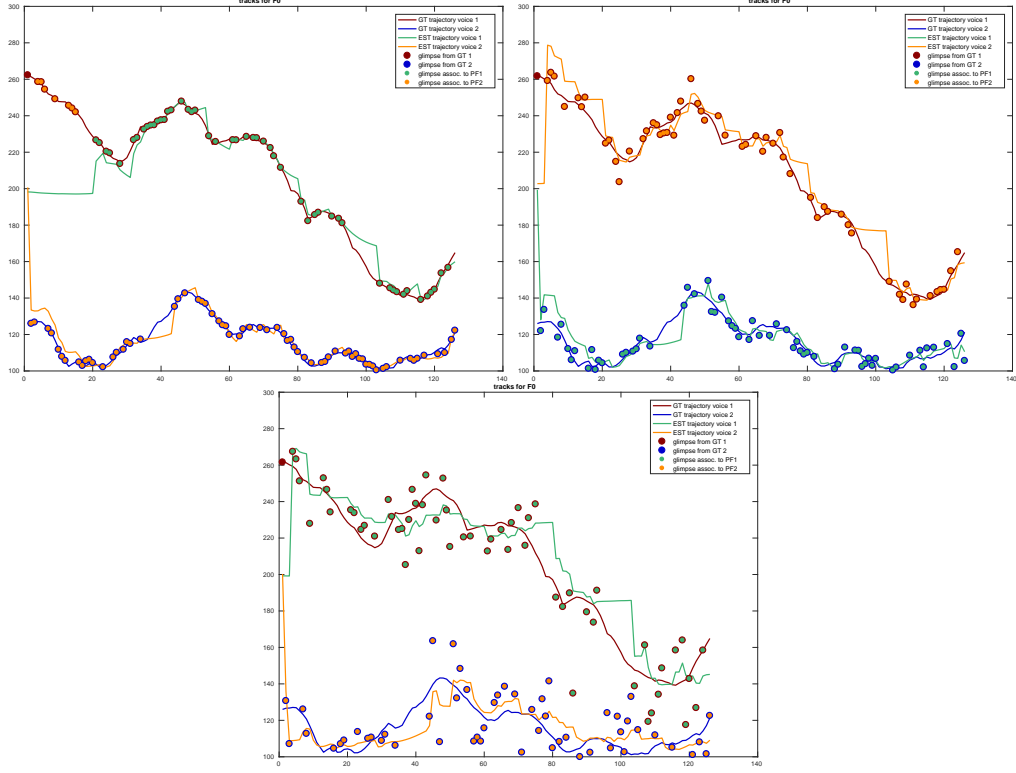 tracks for F0
tracks for F0
300
280
260
240
220
200
180
160
140
120
100
0
20
40
60
80
100
120
140
GT trajectory voice 1
GT trajectory voice 2
EST trajectory voice 1
EST trajectory voice 2
glimpse from GT 1
glimpse from GT 2
glimpse assoc. to PF1
glimpse assoc. to PF2
300
280
260
240
220
200
180
160
140
120
100
0
20
40
60
80
100
120
140
GT trajectory voice 1
GT trajectory voice 2
EST trajectory voice 1
EST trajectory voice 2
glimpse from GT 1
glimpse from GT 2
glimpse assoc. to PF1
glimpse assoc. to PF2
tracks for F0
300
280
260
240
220
200
180
160
140
120
100
0
20
40
60
80
100
120
140
GT trajectory voice 1
GT trajectory voice 2
EST trajectory voice 1
EST trajectory voice 2
glimpse from GT 1
glimpse from GT 2
glimpse assoc. to PF1
glimpse assoc. to PF2